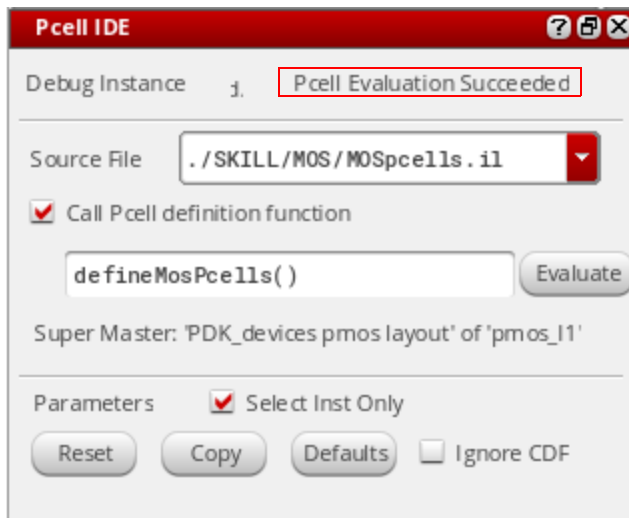 Pcell IDE
Debug Instance d. Pcell Evaluation Succeeded
Source File ./SKILL/MOS/MOSpcells.il
Call Pcell definition function
defineMosPcells() Evaluate
Super Master: 'PDK_devices pmos layout' of 'pmos_l1'
Parameters Select Inst Only
Reset Copy Defaults Ignore CDF